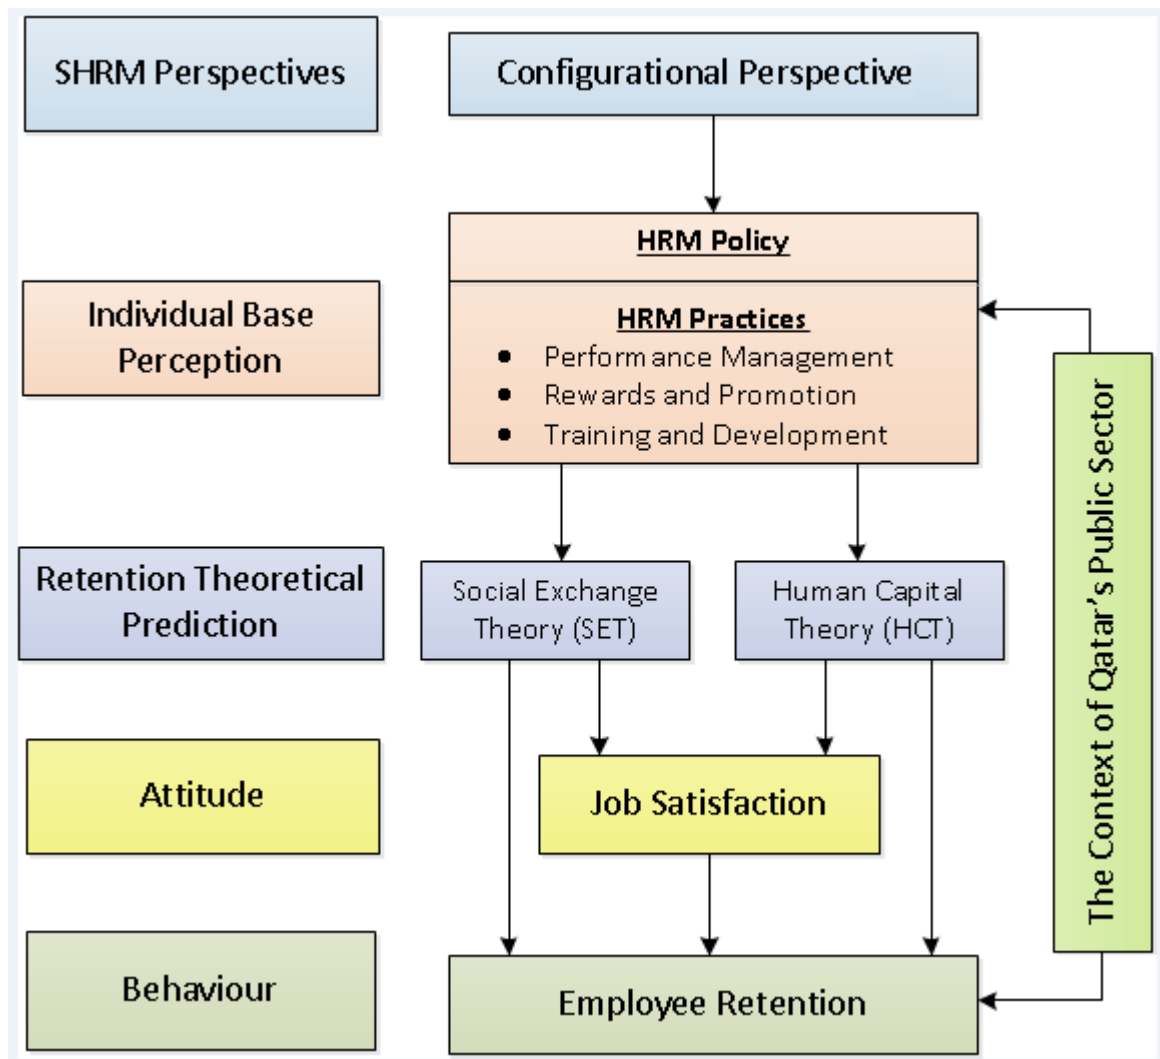 SHRM Perspectives
Configurational Perspective
HRM Policy
Individual Base
Perception
HRM Practices
• Performance Management
• Rewards and Promotion
• Training and Development
The Context of Qatar's Public Sector
Retention Theoretical
Prediction
Social Exchange
Theory (SET)
Human Capital
Theory (HCT)
Attitude
Job Satisfaction
Behaviour
Employee Retention